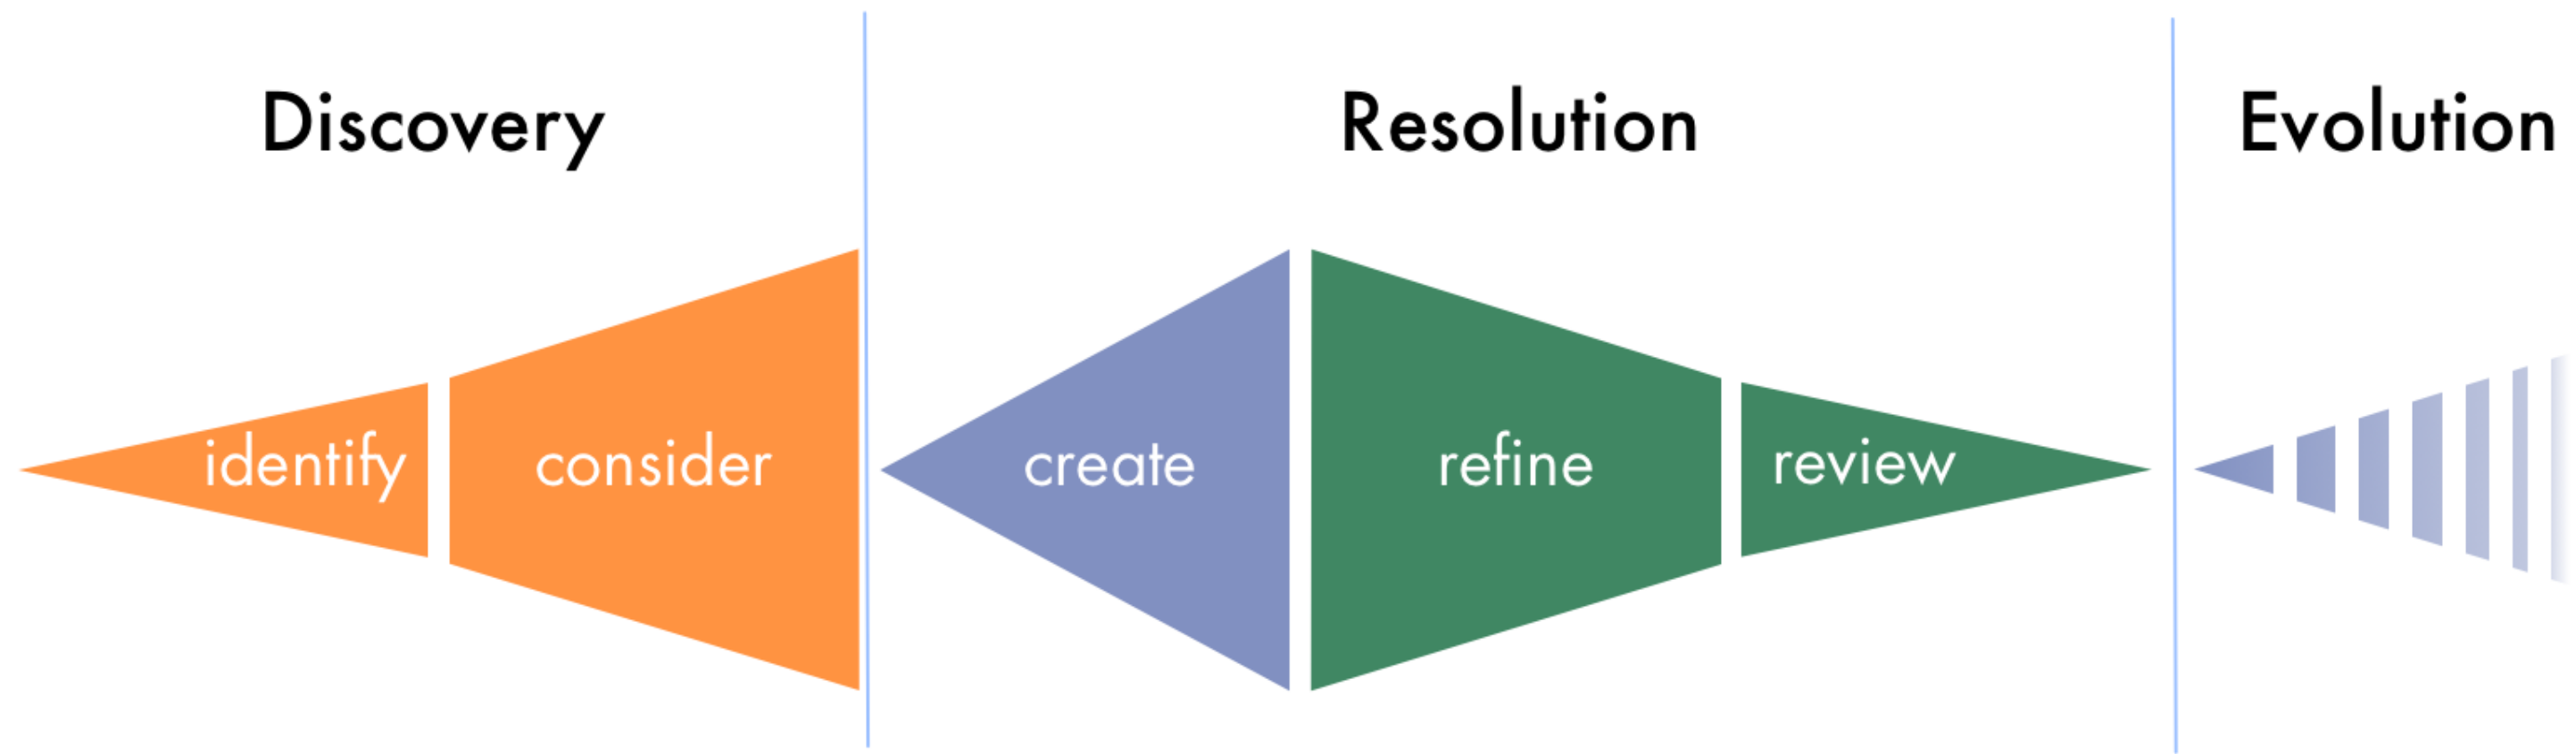 Discovery
Resolution
Evolution
identify
consider
create
refine
review